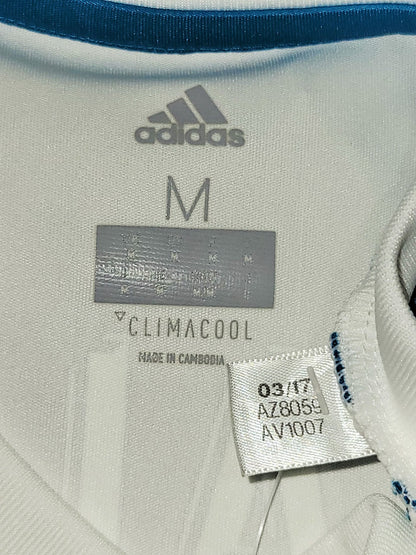 adidas
M
CLIMACOOL
MADE IN CAMBODIA
03/17
AZ8059
AV1007